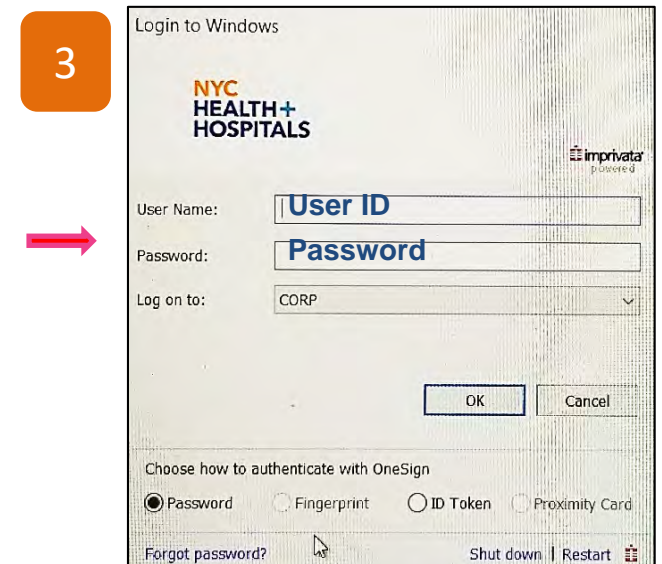 3
Login to Windows
NYC
HEALTH+
HOSPITALS
imprivata
powered
User Name: User ID
Password: Password
Log on to: CORP
OK Cancel
Choose how to authenticate with OneSign
Password Fingerprint ID Token Proximity Card
Forgot password? Shut down | Restart